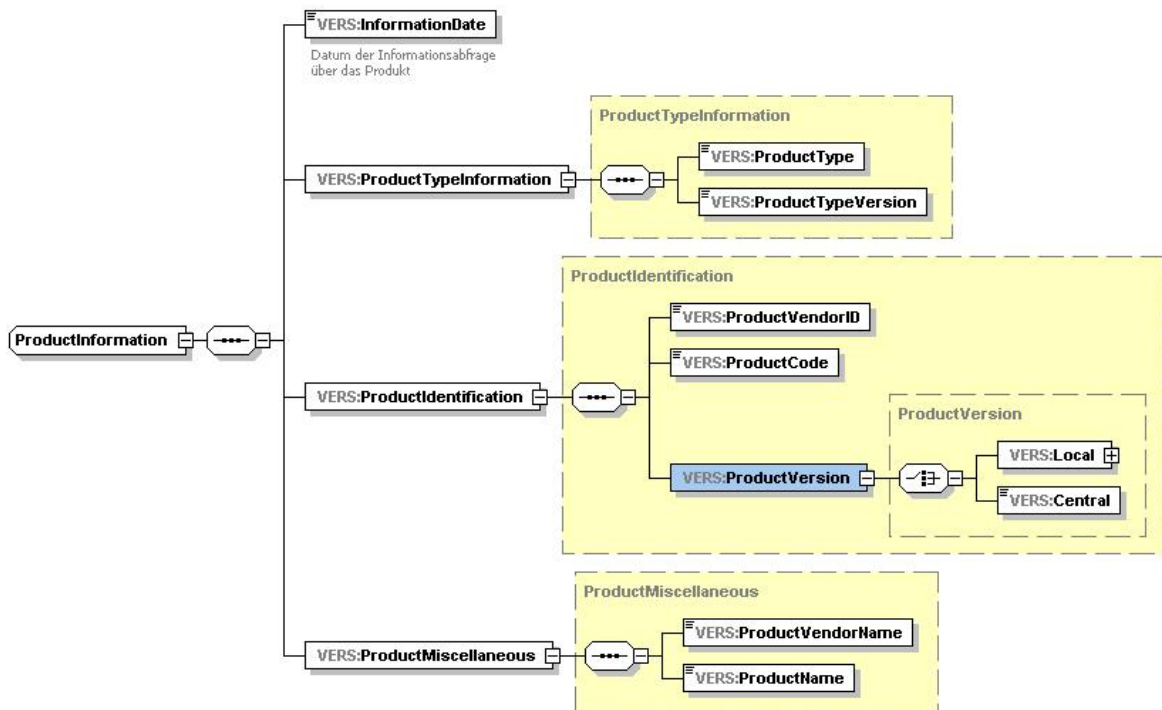 VERS:InformationDate
Datum der Informationsabfrage
über das Produkt
ProductTypeInformation
VERS:ProductType
VERS:ProductTypeInformation
VERS:ProductTypeVersion
ProductIdentification
VERS:ProductVendorID
ProductInformation
VERS:ProductCode
VERS:ProductIdentification
ProductVersion
VERS:Local
VERS:ProductVersion
VERS:Central
ProductMiscellaneous
VERS:ProductVendorName
VERS:ProductMiscellaneous
VERS:ProductName